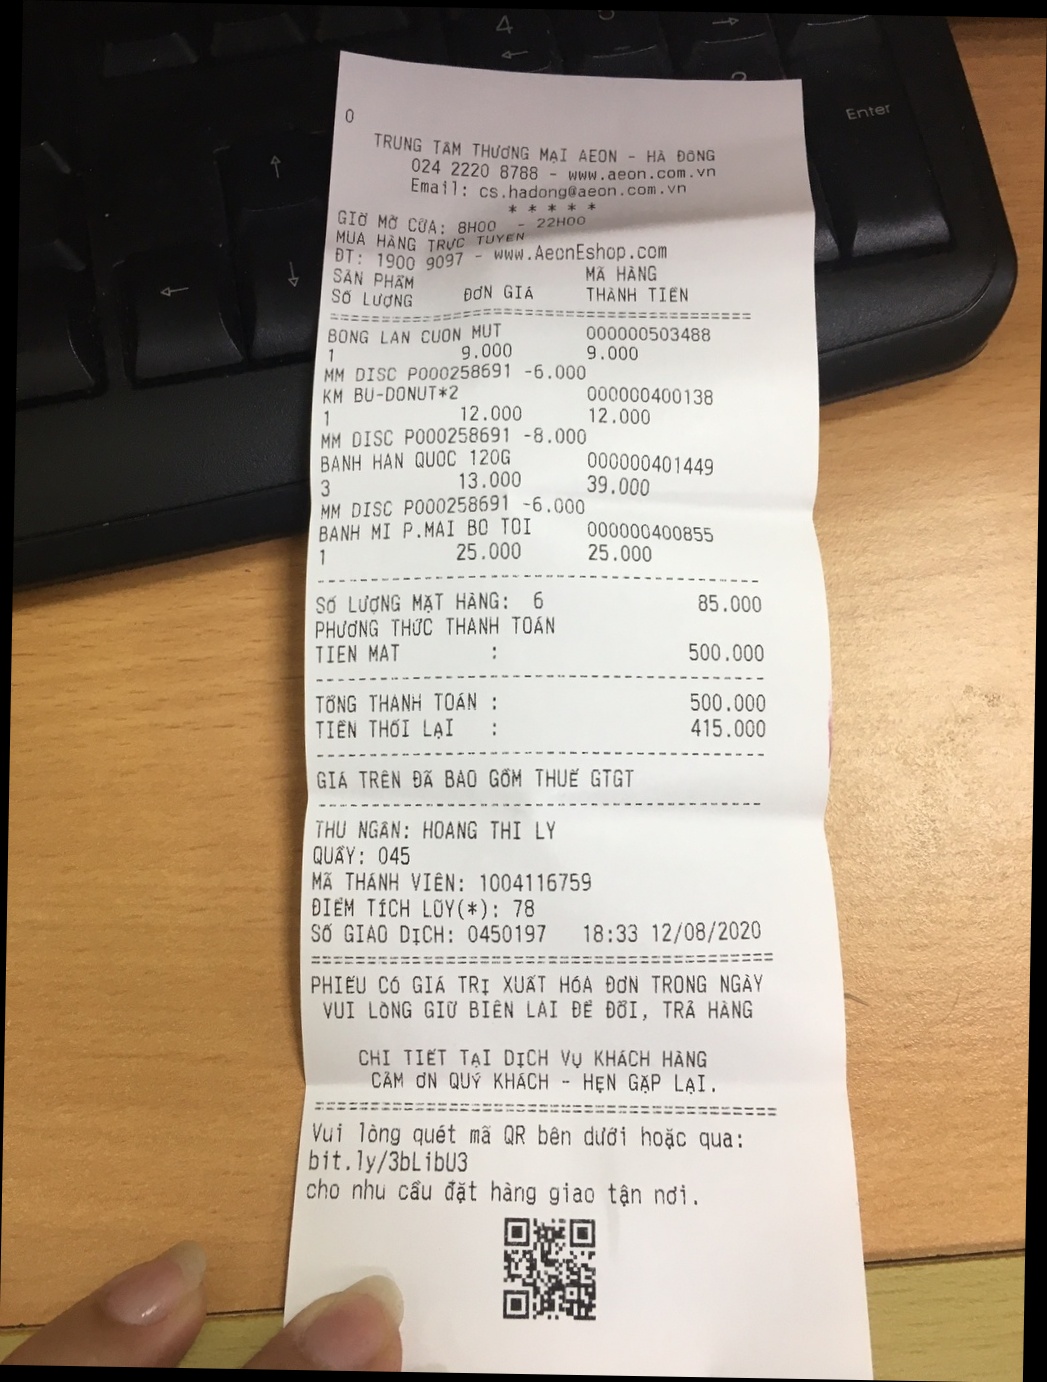 4
←
→
Enter
↑
←
↓
0
TRUNG TÂM THƯƠNG MẠI AEON - HÀ ĐÔNG
024 2220 8788 - www.aeon.com.vn
Email: cs.hadong@aeon.com.vn
* * * * *
GIỜ MỞ CỬA: 8H00 - 22H00
MUA HÀNG TRỰC TUYẾN
ĐT: 1900 9097 - www.AeonEshop.com
SẢN PHẨM MÃ HÀNG
SỐ LƯỢNG ĐƠN GIÁ THÀNH TIỀN
==========================================
BONG LAN CUON MUT 000000503488
1 9.000 9.000
MM DISC P000258691 -6.000
KM BU-DONUT*2 000000400138
1 12.000 12.000
MM DISC P000258691 -8.000
BANH HAN QUOC 120G 000000401449
3 13.000 39.000
MM DISC P000258691 -6.000
BANH MI P.MAI BO TOI 000000400855
1 25.000 25.000
------------------------------------------
SỐ LƯỢNG MẶT HÀNG: 6 85.000
PHƯƠNG THỨC THANH TOÁN
TIEN MAT : 500.000
------------------------------------------
TỔNG THANH TOÁN : 500.000
TIỀN THỐI LẠI : 415.000
------------------------------------------
GIÁ TRÊN ĐÃ BAO GỒM THUẾ GTGT
------------------------------------------
THU NGÂN: HOANG THI LY
QUẦY: 045
MÃ THÀNH VIÊN: 1004116759
ĐIỂM TÍCH LŨY(*): 78
SỐ GIAO DỊCH: 0450197 18:33 12/08/2020
==========================================
PHIẾU CÓ GIÁ TRỊ XUẤT HÓA ĐƠN TRONG NGÀY
VUI LÒNG GIỮ BIÊN LAI ĐỂ ĐỔI, TRẢ HÀNG
CHI TIẾT TẠI DỊCH VỤ KHÁCH HÀNG
CẢM ƠN QUÝ KHÁCH - HẸN GẶP LẠI.
==========================================
Vui lòng quét mã QR bên dưới hoặc qua:
bit.ly/3bLibU3
cho nhu cầu đặt hàng giao tận nơi.